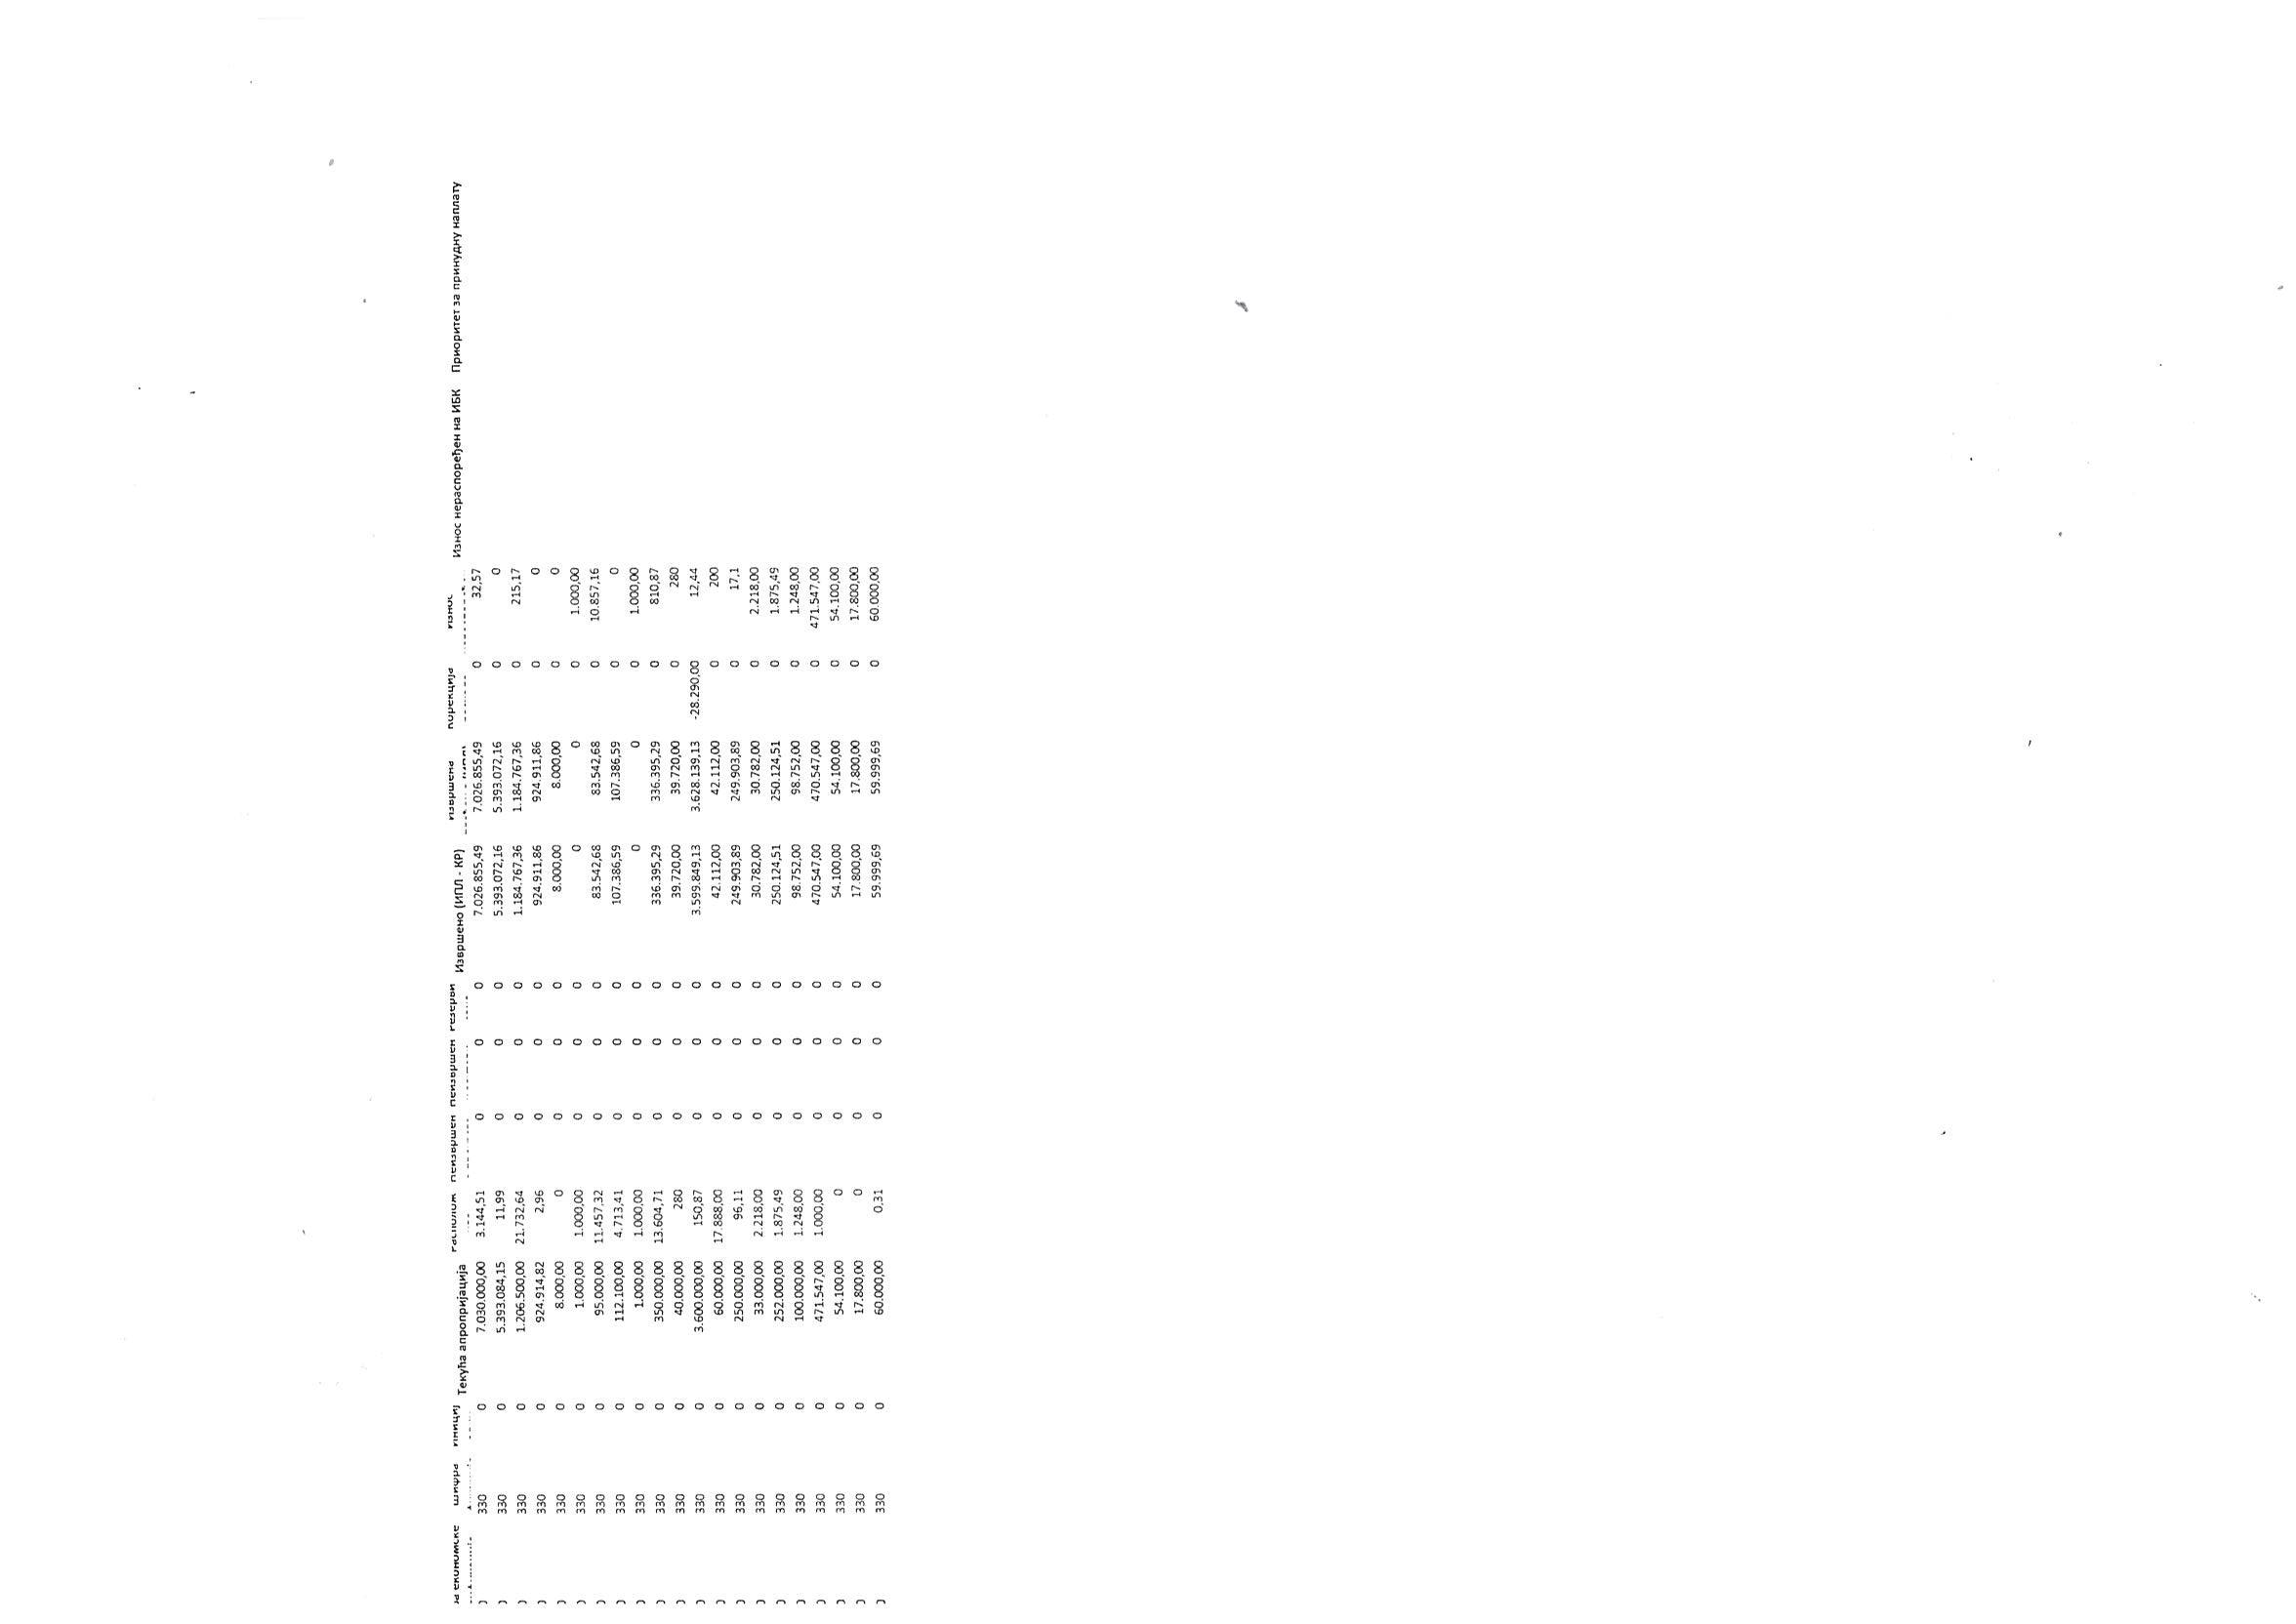 Текућа апропријација Извршено (ИПЛ - КР) Износ нераспоређен на ИБК Приоритет за принудну наплату
330 0 7.030.000,00 3.144,51 0 0 0 7.026.855,49 7.026.855,49 0 32,57
330 0 5.393.084,15 11,99 0 0 0 5.393.072,16 5.393.072,16 0 0
330 0 1.206.500,00 21.732,64 0 0 0 1.184.767,36 1.184.767,36 0 215,17
330 0 924.914,82 2,96 0 0 0 924.911,86 924.911,86 0 0
330 0 8.000,00 0 0 0 0 8.000,00 8.000,00 0 0
330 0 1.000,00 1.000,00 0 0 0 0 0 0 1.000,00
330 0 95.000,00 11.457,32 0 0 0 83.542,68 83.542,68 0 10.857,16
330 0 112.100,00 4.713,41 0 0 0 107.386,59 107.386,59 0 0
330 0 1.000,00 1.000,00 0 0 0 0 0 0 1.000,00
330 0 350.000,00 13.604,71 0 0 0 336.395,29 336.395,29 0 810,87
330 0 40.000,00 280 0 0 0 39.720,00 39.720,00 0 280
330 0 3.600.000,00 150,87 0 0 0 3.599.849,13 3.628.139,13 -28.290,00 12,44
330 0 60.000,00 17.888,00 0 0 0 42.112,00 42.112,00 0 200
330 0 250.000,00 96,11 0 0 0 249.903,89 249.903,89 0 17,1
330 0 33.000,00 2.218,00 0 0 0 30.782,00 30.782,00 0 2.218,00
330 0 252.000,00 1.875,49 0 0 0 250.124,51 250.124,51 0 1.875,49
330 0 100.000,00 1.248,00 0 0 0 98.752,00 98.752,00 0 1.248,00
330 0 471.547,00 1.000,00 0 0 0 470.547,00 470.547,00 0 471.547,00
330 0 54.100,00 0 0 0 0 54.100,00 54.100,00 0 54.100,00
330 0 17.800,00 0 0 0 0 17.800,00 17.800,00 0 17.800,00
330 0 60.000,00 0,31 0 0 0 59.999,69 59.999,69 0 60.000,00